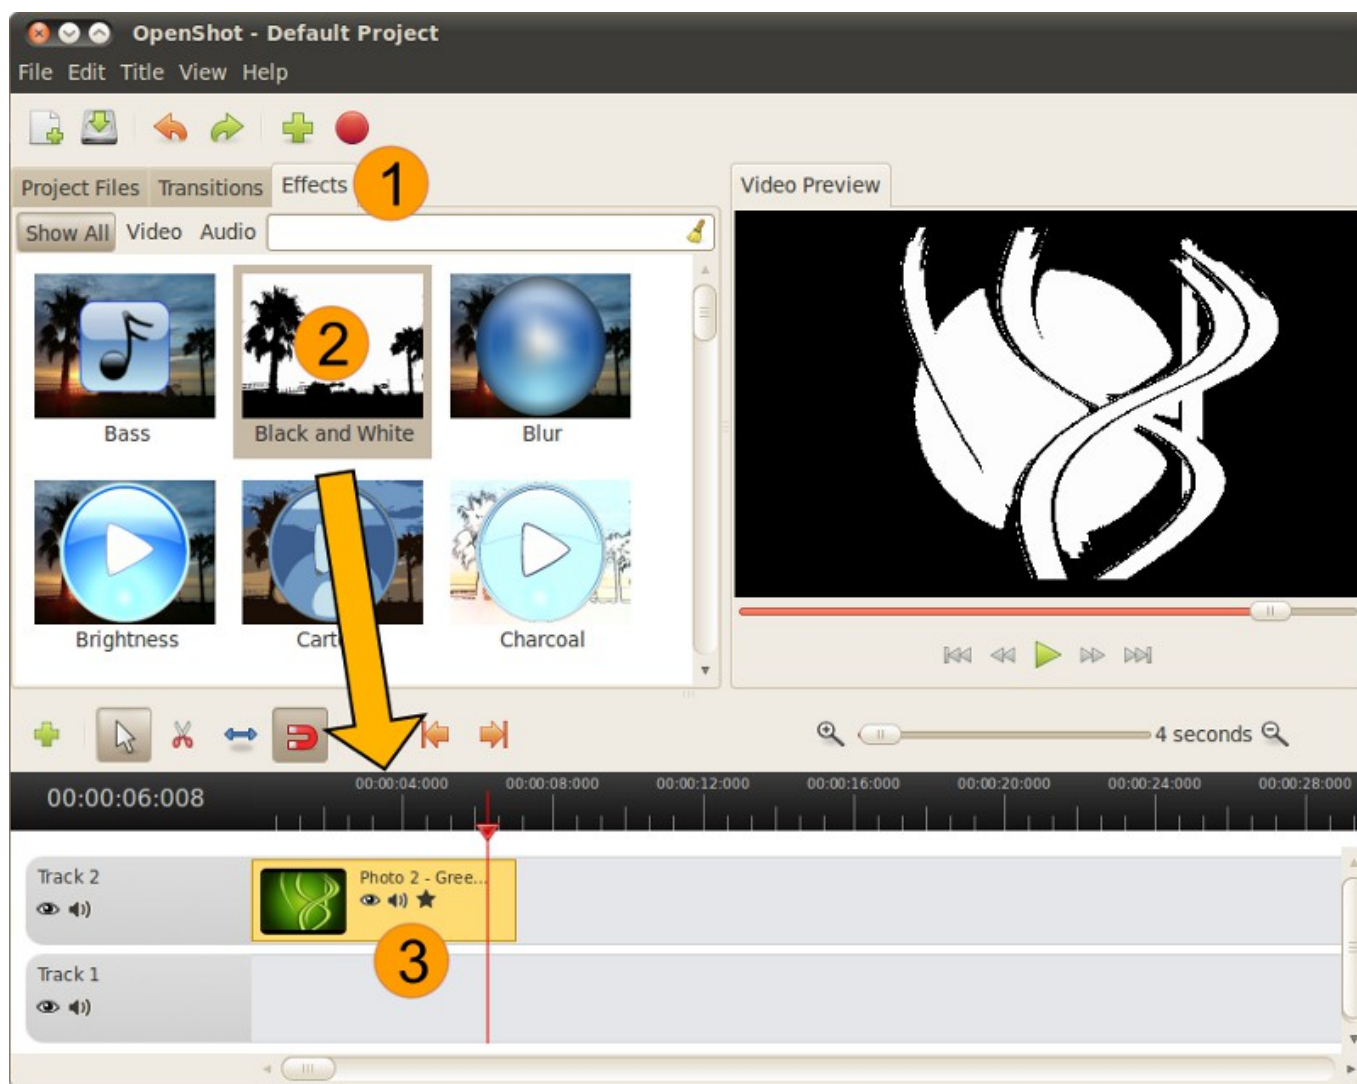 OpenShot - Default Project
File Edit Title View Help
Project Files Transitions Effects 1
Video Preview
Show All Video Audio
2
Bass Black and White Blur
Brightness Charcoal
4 seconds
00:00:06:008
00:00:04:000 00:00:08:000 00:00:12:000 00:00:16:000 00:00:20:000 00:00:24:000 00:00:28:000
Track 2
Photo 2 - Gree...
3
Track 1